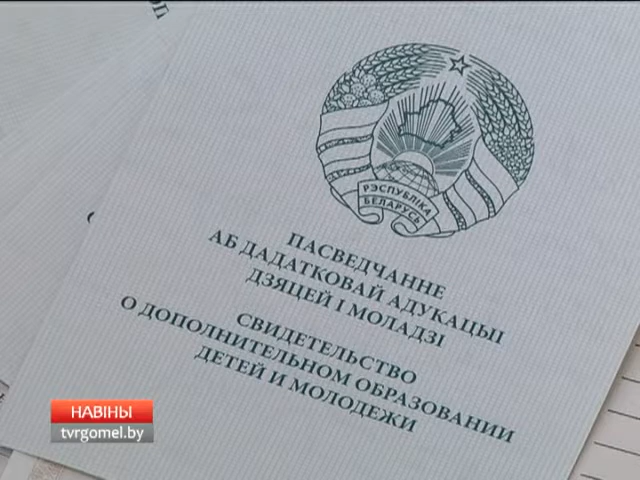 РЭСПУБЛІКА
БЕЛАРУСЬ
ПАСВЕДЧАННЕ
АБ ДАДАТКОВАЙ АДУКАЦЫІ
ДЗЯЦЕЙ І МОЛАДЗІ
СВИДЕТЕЛЬСТВО
О ДОПОЛНИТЕЛЬНОМ ОБРАЗОВАНИИ
ДЕТЕЙ И МОЛОДЕЖИ
НАВІНЫ
tvrgomel.by